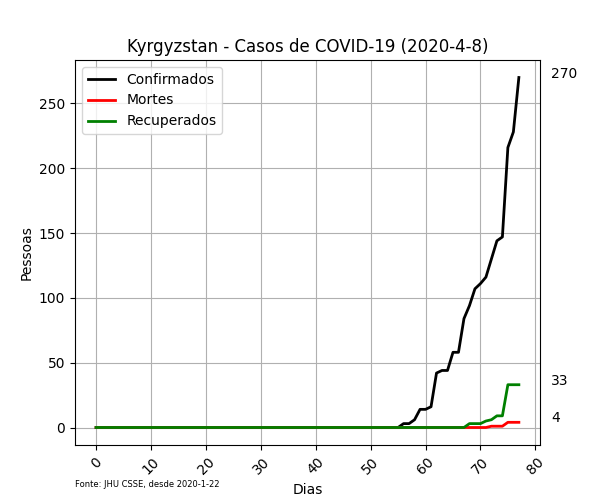 Kyrgyzstan - Casos de COVID-19 (2020-4-8)
Confirmados
Mortes
Recuperados
270
33
4
250
200
150
100
50
0
Pessoas
0 10 20 30 40 50 60 70 80
Fonte: JHU CSSE, desde 2020-1-22
Dias